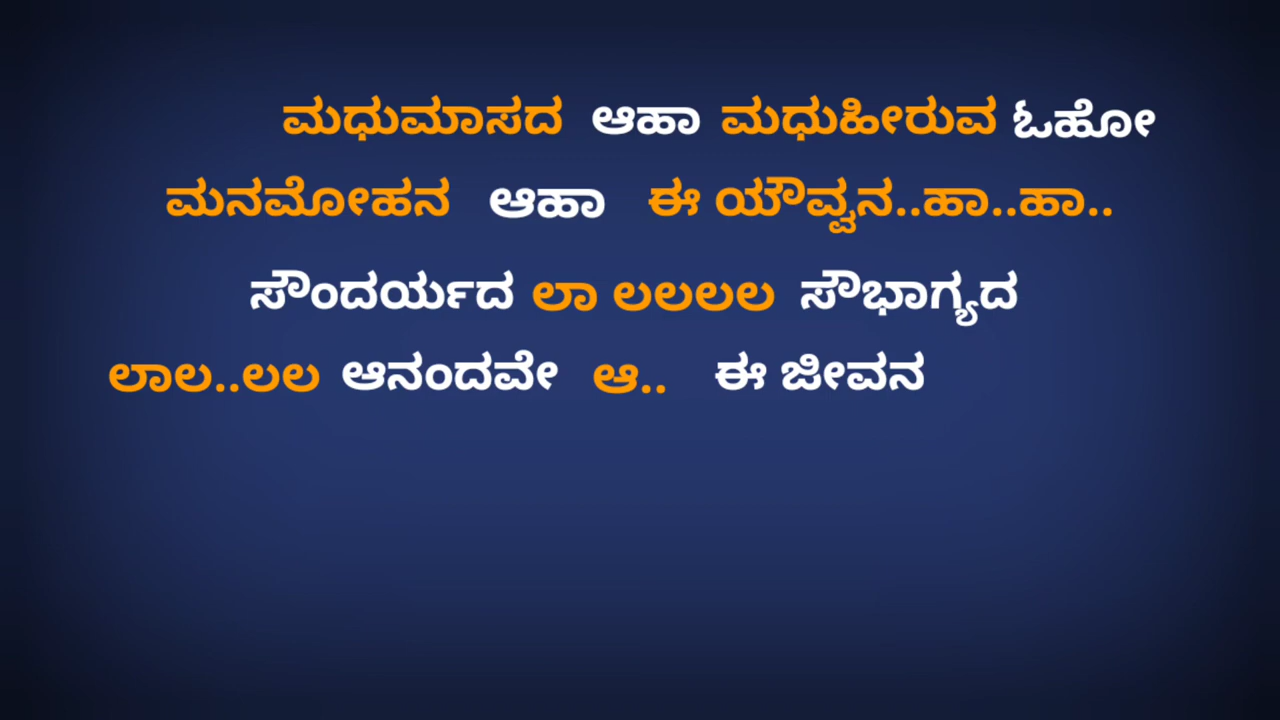 ಮಧುಮಾಸದ ಆಹಾ ಮಧುಹೀರುವ ಓಹೋ
ಮನಮೋಹನ ಆಹಾ ಈ ಯೌವ್ವನ..ಹಾ..ಹಾ..
ಸೌಂದರ್ಯದ ಲಾ ಲಲಲಲ ಸೌಭಾಗ್ಯದ
ಲಾಲ..ಲಲ ಆನಂದವೇ ಆ.. ಈ ಜೀವನ